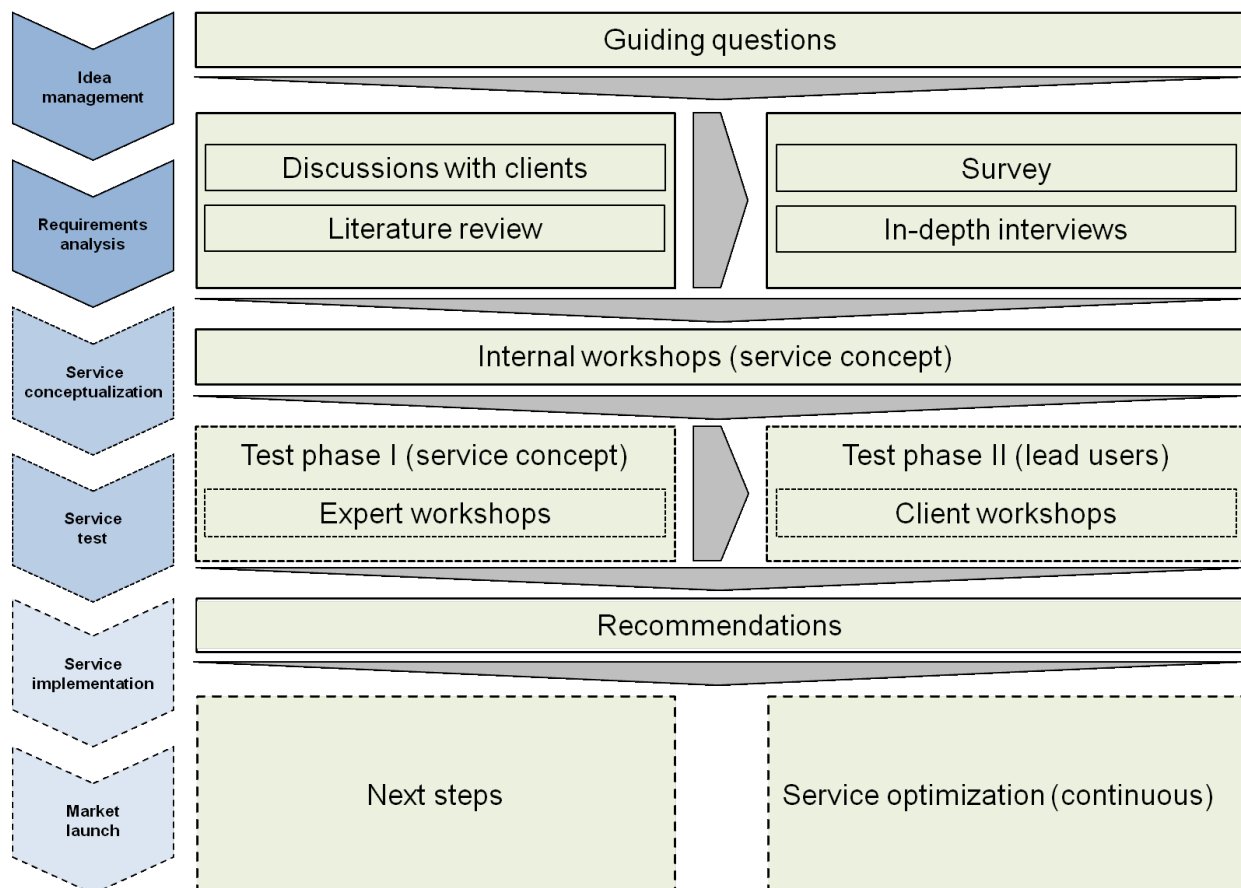 Idea
management
Requirements
analysis
Service
conceptualization
Service
test
Service
implementation
Market
launch
Guiding questions
Discussions with clients
Literature review
Survey
In-depth interviews
Internal workshops (service concept)
Test phase I (service concept)
Expert workshops
Test phase II (lead users)
Client workshops
Recommendations
Next steps
Service optimization (continuous)